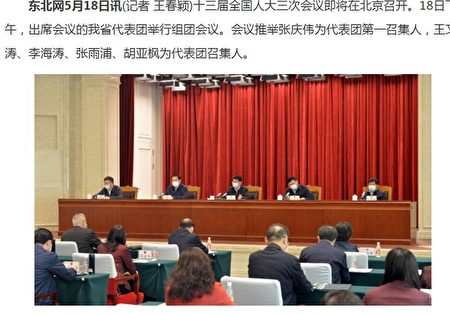 东北网5月18日讯(记者 王春颖)十三届全国人大三次会议即将在北京召开。18日
午，出席会议的我省代表团举行组团会议。会议推举张庆伟为代表团第一召集人，王
涛、李海涛、张雨浦、胡亚枫为代表团召集人。